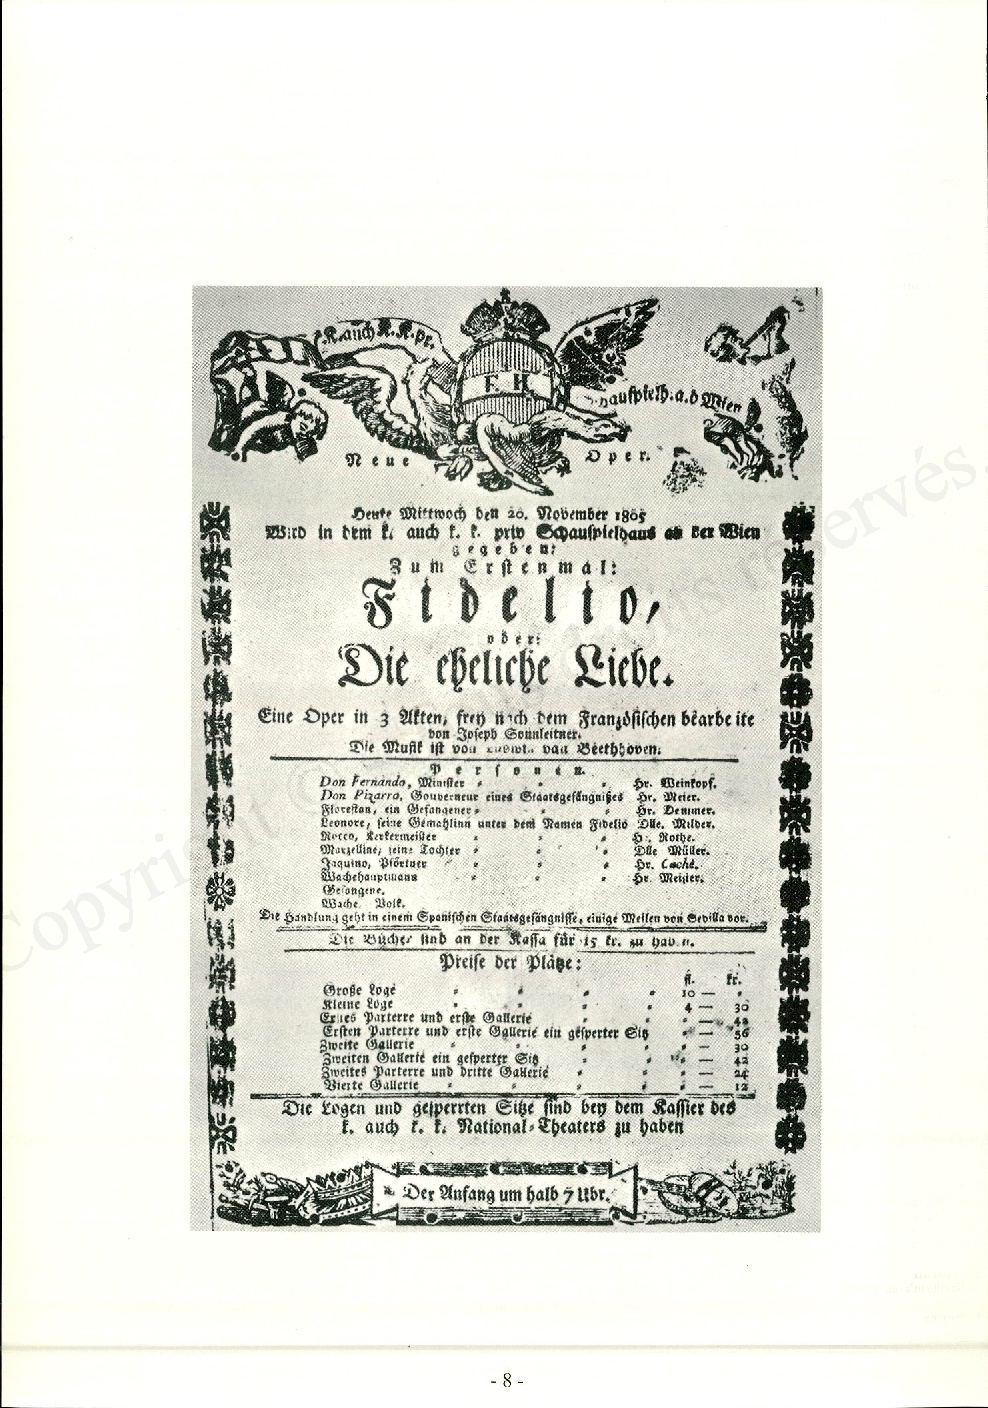 K. auch K. K. pr.
F. H.
Schauspielh. a. d Wien
Neue Oper.
Heute Mittwoch den 20. November 1805
Wird in dem k. auch k. k. priv Schauspielhaus an der Wien
gegeben:
Zum Erstenmal:
Fidelio,
oder:
Die eheliche Liebe.
Eine Oper in 3 Akten, frey nach dem Französischen bearbeite
von Joseph Sonnleitner.
Die Musik ist von Ludwig van Beethhoven.
Personen.
Don Fernando, Minister Hr. Weinkopf.
Don Pizarro, Gouverneur eines Staatsgefängnißes Hr. Meier.
Florestan, ein Gefangener Hr. Demmer.
Leonore, seine Gemahlinn unter dem Namen Fidelio Dlle. Milder.
Rocco, Kerkermeister Hr. Rothe.
Marzelline, seine Tochter Dlle Müller.
Jaquino, Pförtner Hr. Caché.
Wachehauptmann Hr. Meister.
Gefangene.
Wache. Volk.
Die Handlung geht in einem Spanischen Staatsgefängnisse, einige Meilen von Sevilla vor.
Die Bücher sind an der Kassa für 15 kr. zu haben.
Preise der Plätze:
fl. kr.
Große Loge 10 —
Kleine Loge 4 — 30
Erstes Parterre und erste Gallerie — 42
Ersten Parterre und erste Gallerie ein gesperter Sitz — 56
Zweite Gallerie — 30
Zweiten Gallerie ein gesperrter Sitz — 42
Zweites Parterre und dritte Gallerie — 24
Vierte Gallerie — 12
Die Logen und gesperrten Sitze sind bey dem Kassier des
k. auch k. k. National-Theaters zu haben
Der Anfang um halb 7 Uhr.
- 8 -
Copyright © droits réservés.